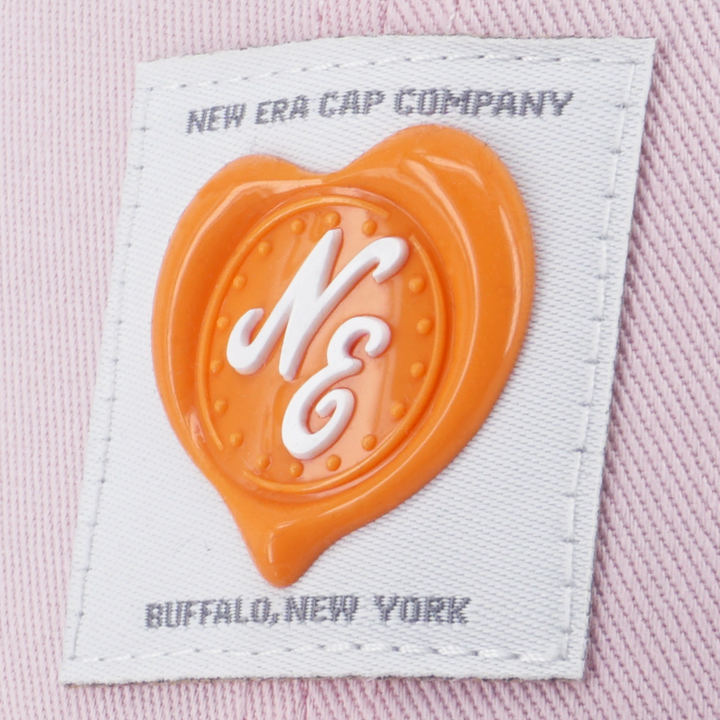 NEW ERA CAP COMPANY
NE
BUFFALO, NEW YORK